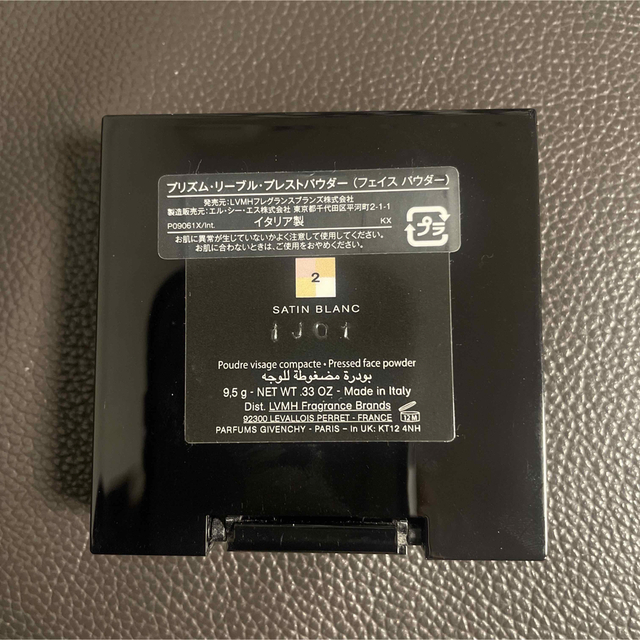 プリズム・リーブル・プレストパウダー（フェイス パウダー）
発売元：LVMHフレグランスブランズ株式会社
製造販売元：エル・シー・エス株式会社 東京都千代田区平河町2-1-1
P09061X/Int. イタリア製 KX
お肌に異常が生じていないかよく注意して使用してください。
お肌に合わないときは、ご使用をおやめください。
プラ
2
SATIN BLANC
1J01
Poudre visage compacte • Pressed face powder
بودرة مضغوطة للوجه
9,5 g - NET WT .33 OZ - Made in Italy
Dist. LVMH Fragrance Brands
92300 LEVALLOIS PERRET - FRANCE
12M
PARFUMS GIVENCHY - PARIS - In UK: KT12 4NH